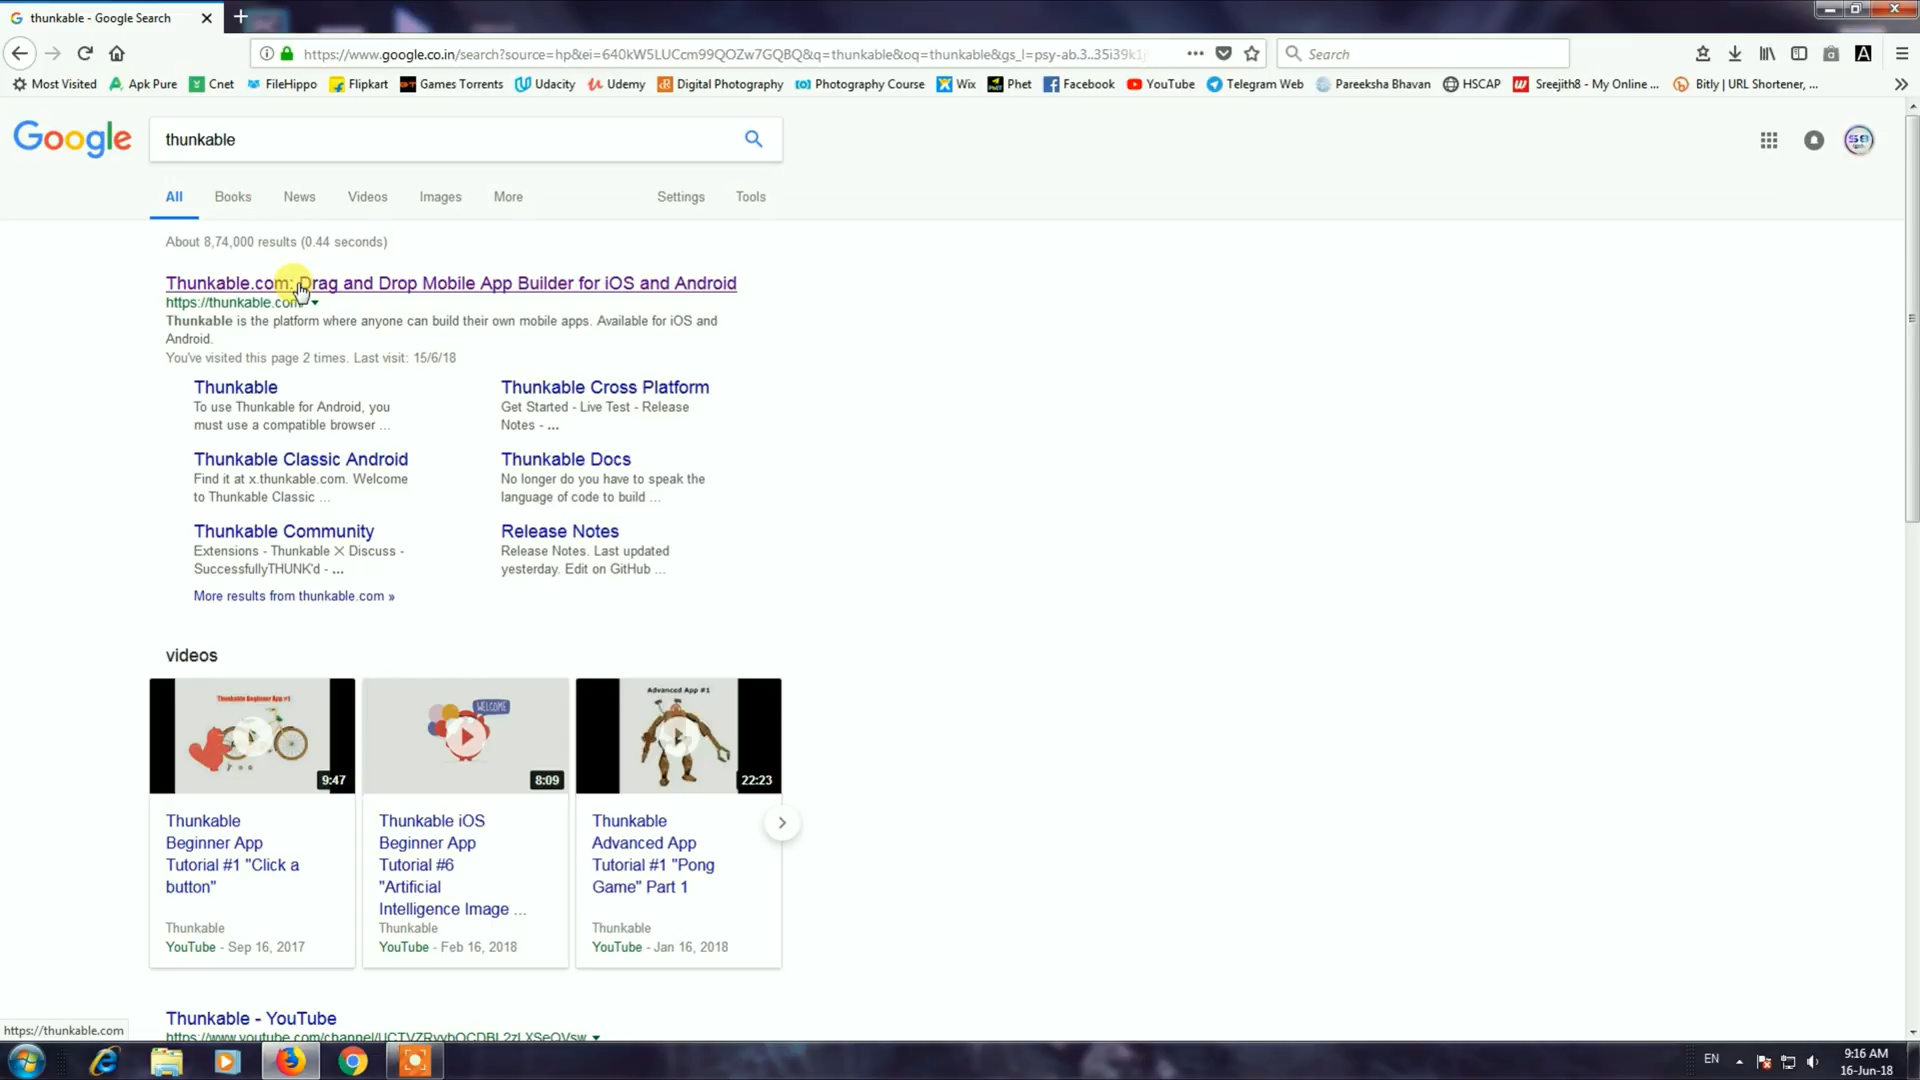 thunkable - Google Search
https://www.google.co.in/search?source=hp&ei=640kW5LUCcm99QOZw7GQBQ&q=thunkable&oq=thunkable&gs_l=psy-ab.3..35i39k1j
Search
Most Visited
Apk Pure
Cnet
FileHippo
Flipkart
Games Torrents
Udacity
Udemy
Digital Photography
Photography Course
Wix
Phet
Facebook
YouTube
Telegram Web
Pareeksha Bhavan
HSCAP
Sreejith8 - My Online ...
Bitly | URL Shortener, ...
Google
thunkable
All
Books
News
Videos
Images
More
Settings
Tools
About 8,74,000 results (0.44 seconds)
Thunkable.com: Drag and Drop Mobile App Builder for iOS and Android
https://thunkable.com/
Thunkable is the platform where anyone can build their own mobile apps. Available for iOS and
Android.
You've visited this page 2 times. Last visit: 15/6/18
Thunkable
To use Thunkable for Android, you
must use a compatible browser ...
Thunkable Cross Platform
Get Started - Live Test - Release
Notes - ...
Thunkable Classic Android
Find it at x.thunkable.com. Welcome
to Thunkable Classic ...
Thunkable Docs
No longer do you have to speak the
language of code to build ...
Thunkable Community
Extensions - Thunkable X Discuss -
SuccessfullyTHUNK'd - ...
Release Notes
Release Notes. Last updated
yesterday. Edit on GitHub ...
More results from thunkable.com »
videos
Thunkable Beginner App #1
9:47
WELCOME
8:09
Advanced App #1
22:23
Thunkable
Beginner App
Tutorial #1 "Click a
button"
Thunkable
YouTube - Sep 16, 2017
Thunkable iOS
Beginner App
Tutorial #6
"Artificial
Intelligence Image ...
Thunkable
YouTube - Feb 16, 2018
Thunkable
Advanced App
Tutorial #1 "Pong
Game" Part 1
Thunkable
YouTube - Jan 16, 2018
Thunkable - YouTube
https://thunkable.com
EN
9:16 AM
16-Jun-18